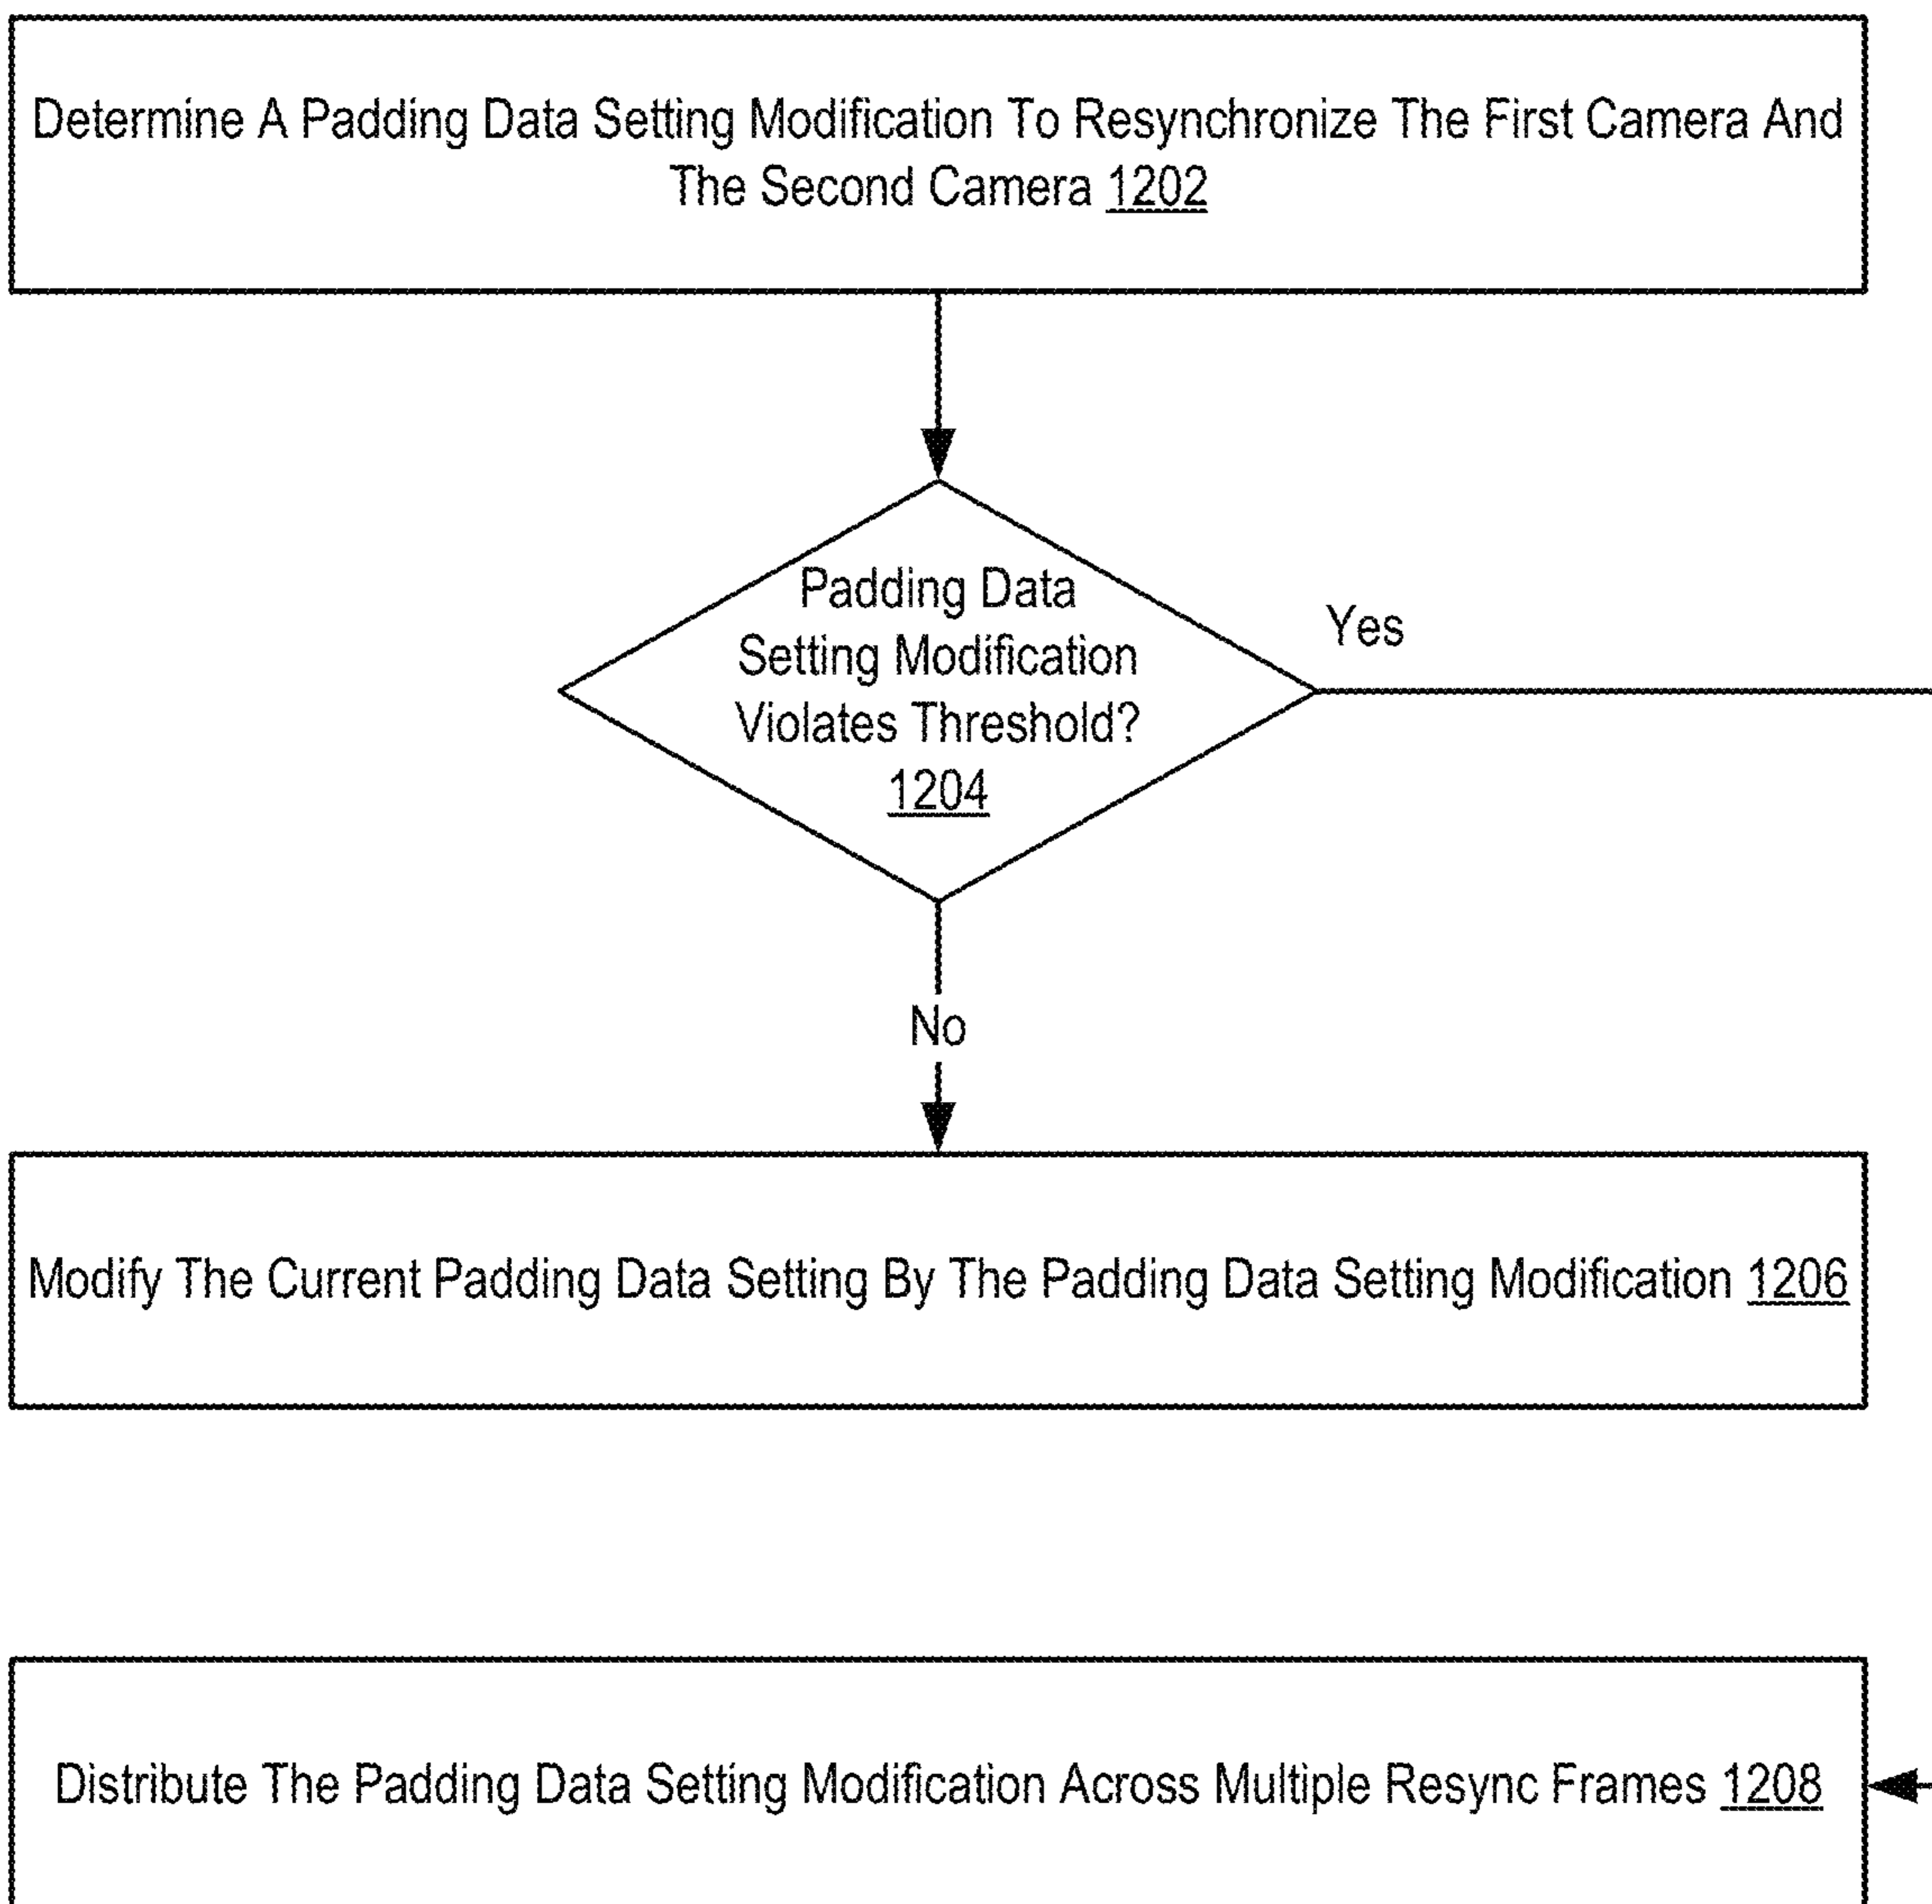 Determine A Padding Data Setting Modification To Resynchronize The First Camera And
The Second Camera 1202
Padding Data
Setting Modification
Violates Threshold?
1204
Yes
No
Modify The Current Padding Data Setting By The Padding Data Setting Modification 1206
Distribute The Padding Data Setting Modification Across Multiple Resync Frames 1208